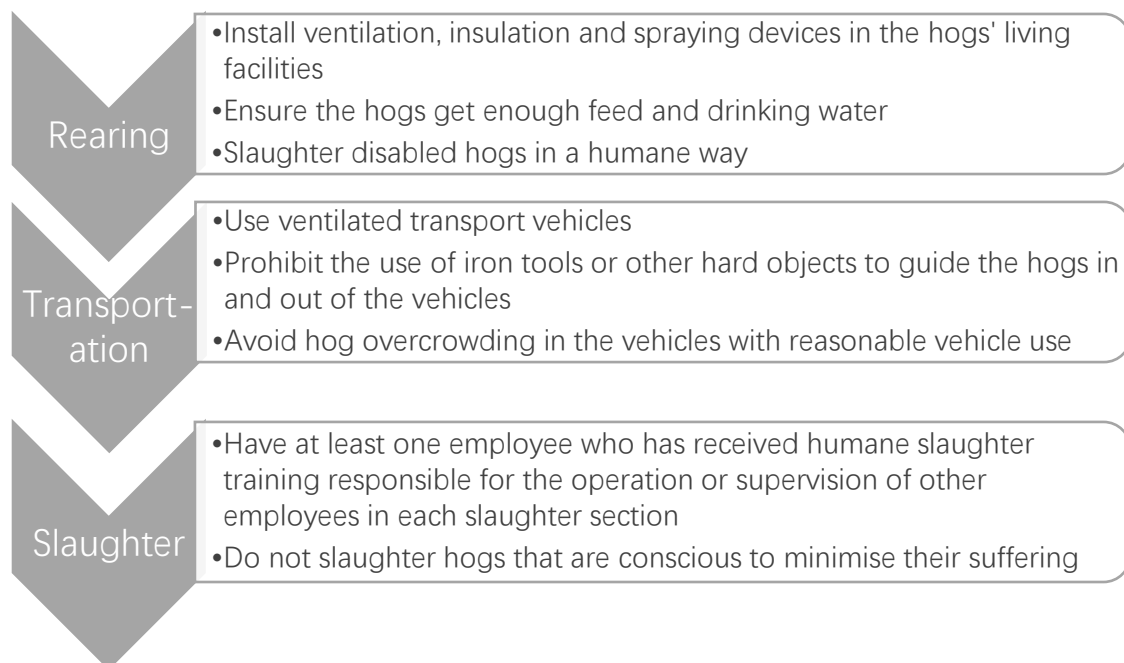 Rearing
•Install ventilation, insulation and spraying devices in the hogs' living
facilities
•Ensure the hogs get enough feed and drinking water
•Slaughter disabled hogs in a humane way
Transport-
ation
•Use ventilated transport vehicles
•Prohibit the use of iron tools or other hard objects to guide the hogs in
and out of the vehicles
•Avoid hog overcrowding in the vehicles with reasonable vehicle use
Slaughter
•Have at least one employee who has received humane slaughter
training responsible for the operation or supervision of other
employees in each slaughter section
•Do not slaughter hogs that are conscious to minimise their suffering